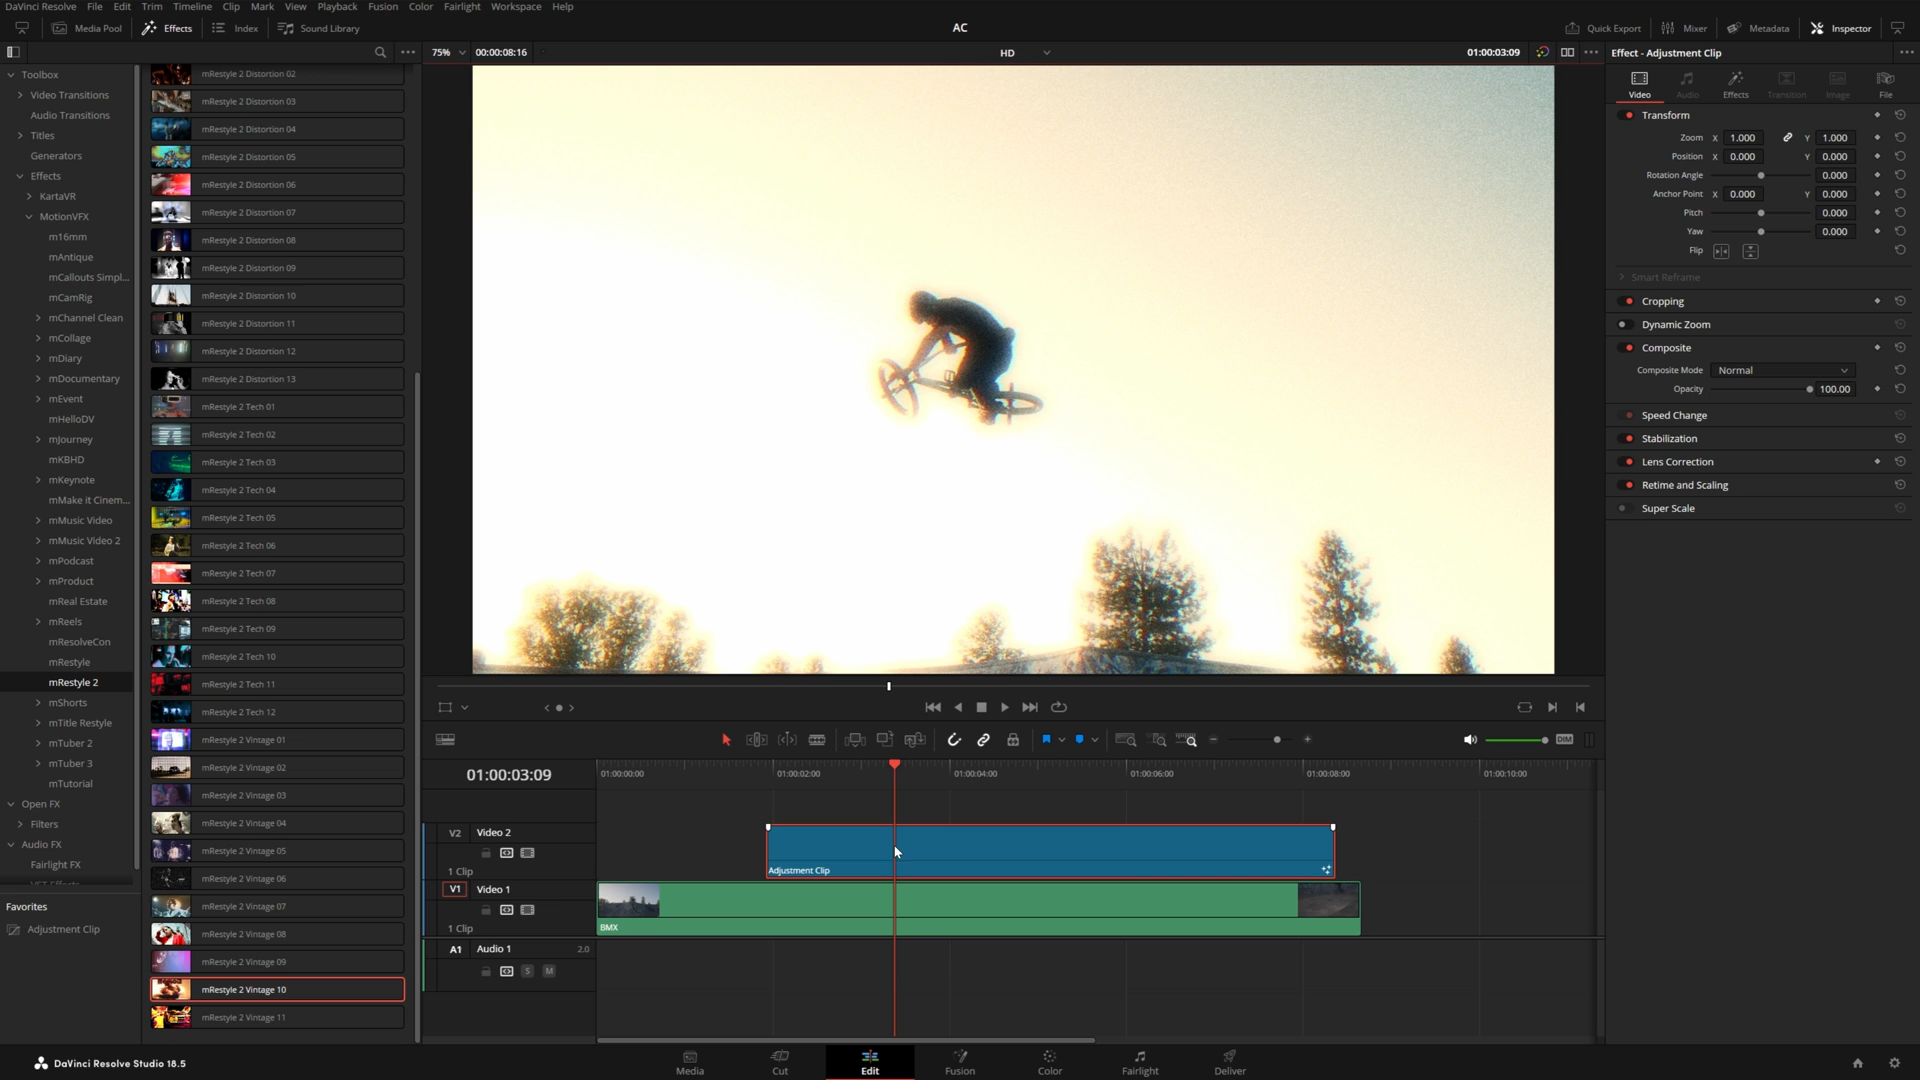 DaVinci Resolve File Edit Trim Timeline Clip Mark View Playback Fusion Color Fairlight Workspace Help
Media Pool Effects Index Sound Library AC Quick Export Mixer Metadata Inspector
75% 00:00:08:16 HD 01:00:03:09 Effect - Adjustment Clip
Toolbox
Video Transitions
Audio Transitions
Titles
Generators
Effects
KartaVR
MotionVFX
m16mm
mAntique
mCallouts Simpl...
mCamRig
mChannel Clean
mCollage
mDiary
mDocumentary
mEvent
mHelloDV
mJourney
mKBHD
mKeynote
mMake it Cinem...
mMusic Video
mMusic Video 2
mPodcast
mProduct
mReal Estate
mReels
mResolveCon
mRestyle
mRestyle 2
mShorts
mTitle Restyle
mTuber 2
mTuber 3
mTutorial
Open FX
Filters
Audio FX
Fairlight FX
Favorites
Adjustment Clip
mRestyle 2 Distortion 02
mRestyle 2 Distortion 03
mRestyle 2 Distortion 04
mRestyle 2 Distortion 05
mRestyle 2 Distortion 06
mRestyle 2 Distortion 07
mRestyle 2 Distortion 08
mRestyle 2 Distortion 09
mRestyle 2 Distortion 10
mRestyle 2 Distortion 11
mRestyle 2 Distortion 12
mRestyle 2 Distortion 13
mRestyle 2 Tech 01
mRestyle 2 Tech 02
mRestyle 2 Tech 03
mRestyle 2 Tech 04
mRestyle 2 Tech 05
mRestyle 2 Tech 06
mRestyle 2 Tech 07
mRestyle 2 Tech 08
mRestyle 2 Tech 09
mRestyle 2 Tech 10
mRestyle 2 Tech 11
mRestyle 2 Tech 12
mRestyle 2 Vintage 01
mRestyle 2 Vintage 02
mRestyle 2 Vintage 03
mRestyle 2 Vintage 04
mRestyle 2 Vintage 05
mRestyle 2 Vintage 06
mRestyle 2 Vintage 07
mRestyle 2 Vintage 08
mRestyle 2 Vintage 09
mRestyle 2 Vintage 10
mRestyle 2 Vintage 11
Video Audio Effects Transition Image File
Transform
Zoom X 1.000 Y 1.000
Position X 0.000 Y 0.000
Rotation Angle 0.000
Anchor Point X 0.000 Y 0.000
Pitch 0.000
Yaw 0.000
Flip
Smart Reframe
Cropping
Dynamic Zoom
Composite
Composite Mode Normal
Opacity 100.00
Speed Change
Stabilization
Lens Correction
Retime and Scaling
Super Scale
DIM
01:00:03:09 01:00:00:00 01:00:02:00 01:00:04:00 01:00:06:00 01:00:08:00 01:00:10:00
V2 Video 2
1 Clip
Adjustment Clip
V1 Video 1
1 Clip
BMX
A1 Audio 1 2.0
S M
DaVinci Resolve Studio 18.5
Media Cut Edit Fusion Color Fairlight Deliver